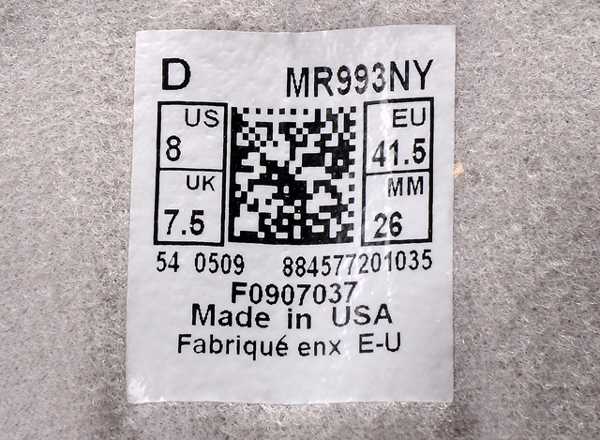 D MR993NY
US EU
8 41.5
UK MM
7.5 26
54 0509 884577201035
F0907037
Made in USA
Fabriqué enx E-U